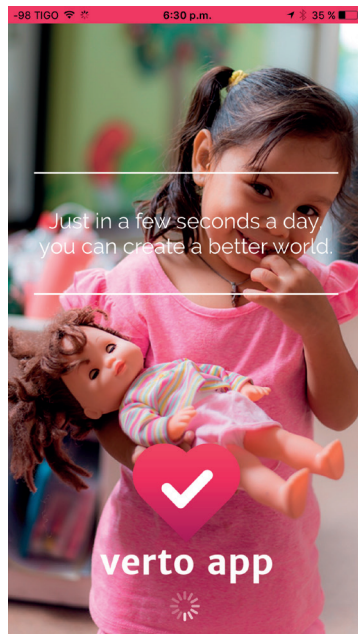 -98 TIGO 6:30 p.m. 35 %
Just in a few seconds a day,
you can create a better world.
verto app